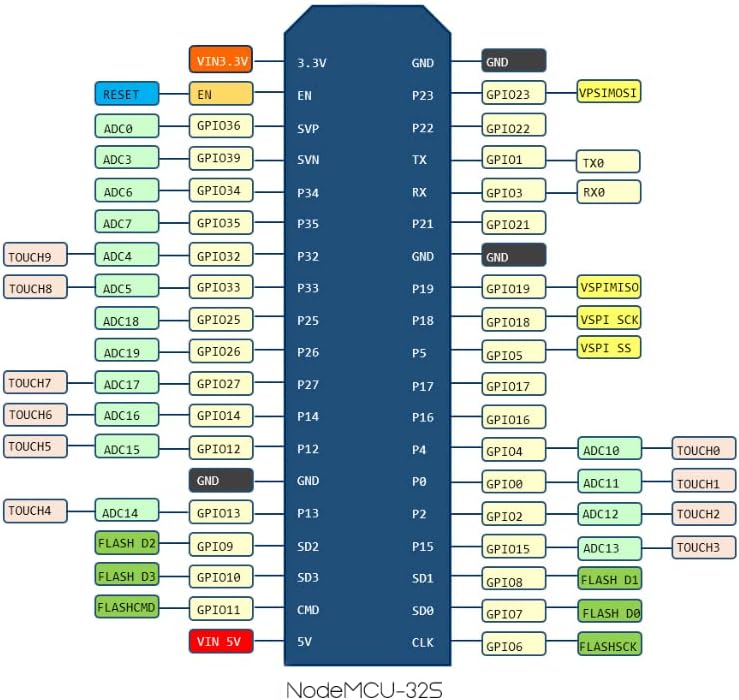 VIN3.3V 3.3V GND GND
RESET EN EN P23 GPIO23 VPSIMOSI
ADC0 GPIO36 SVP P22 GPIO22
ADC3 GPIO39 SVN TX GPIO1 TX0
ADC6 GPIO34 P34 RX GPIO3 RX0
ADC7 GPIO35 P35 P21 GPIO21
TOUCH9 ADC4 GPIO32 P32 GND GND
TOUCH8 ADC5 GPIO33 P33 P19 GPIO19 VSPIMISO
ADC18 GPIO25 P25 P18 GPIO18 VSPI SCK
ADC19 GPIO26 P26 P5 GPIO5 VSPI SS
TOUCH7 ADC17 GPIO27 P27 P17 GPIO17
TOUCH6 ADC16 GPIO14 P14 P16 GPIO16
TOUCH5 ADC15 GPIO12 P12 P4 GPIO4 ADC10 TOUCH0
GND GND P0 GPIO0 ADC11 TOUCH1
TOUCH4 ADC14 GPIO13 P13 P2 GPIO2 ADC12 TOUCH2
FLASH D2 GPIO9 SD2 P15 GPIO15 ADC13 TOUCH3
FLASH D3 GPIO10 SD3 SD1 GPIO8 FLASH D1
FLASHCMD GPIO11 CMD SD0 GPIO7 FLASH D0
VIN 5V 5V CLK GPIO6 FLASHSCK
NodeMCU-32S